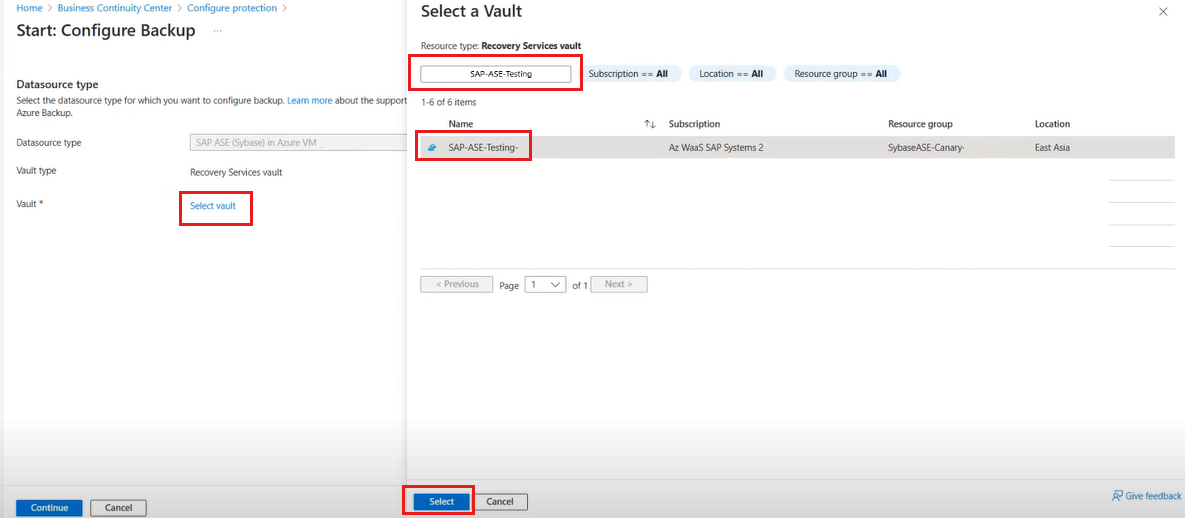 Home > Business Continuity Center > Configure protection >
Start: Configure Backup ...
Datasource type
Select the datasource type for which you want to configure backup. Learn more about the support
Azure Backup.
Datasource type SAP ASE (Sybase) in Azure VM
Vault type Recovery Services vault
Vault * Select vault
Continue Cancel
Select a Vault
Resource type: Recovery Services vault
SAP-ASE-Testing Subscription == All Location == All Resource group == All
1-6 of 6 items
Name Subscription Resource group Location
SAP-ASE-Testing- Az WaaS SAP Systems 2 SybaseASE-Canary- East Asia
< Previous Page 1 of 1 Next >
Select Cancel
Give feedback